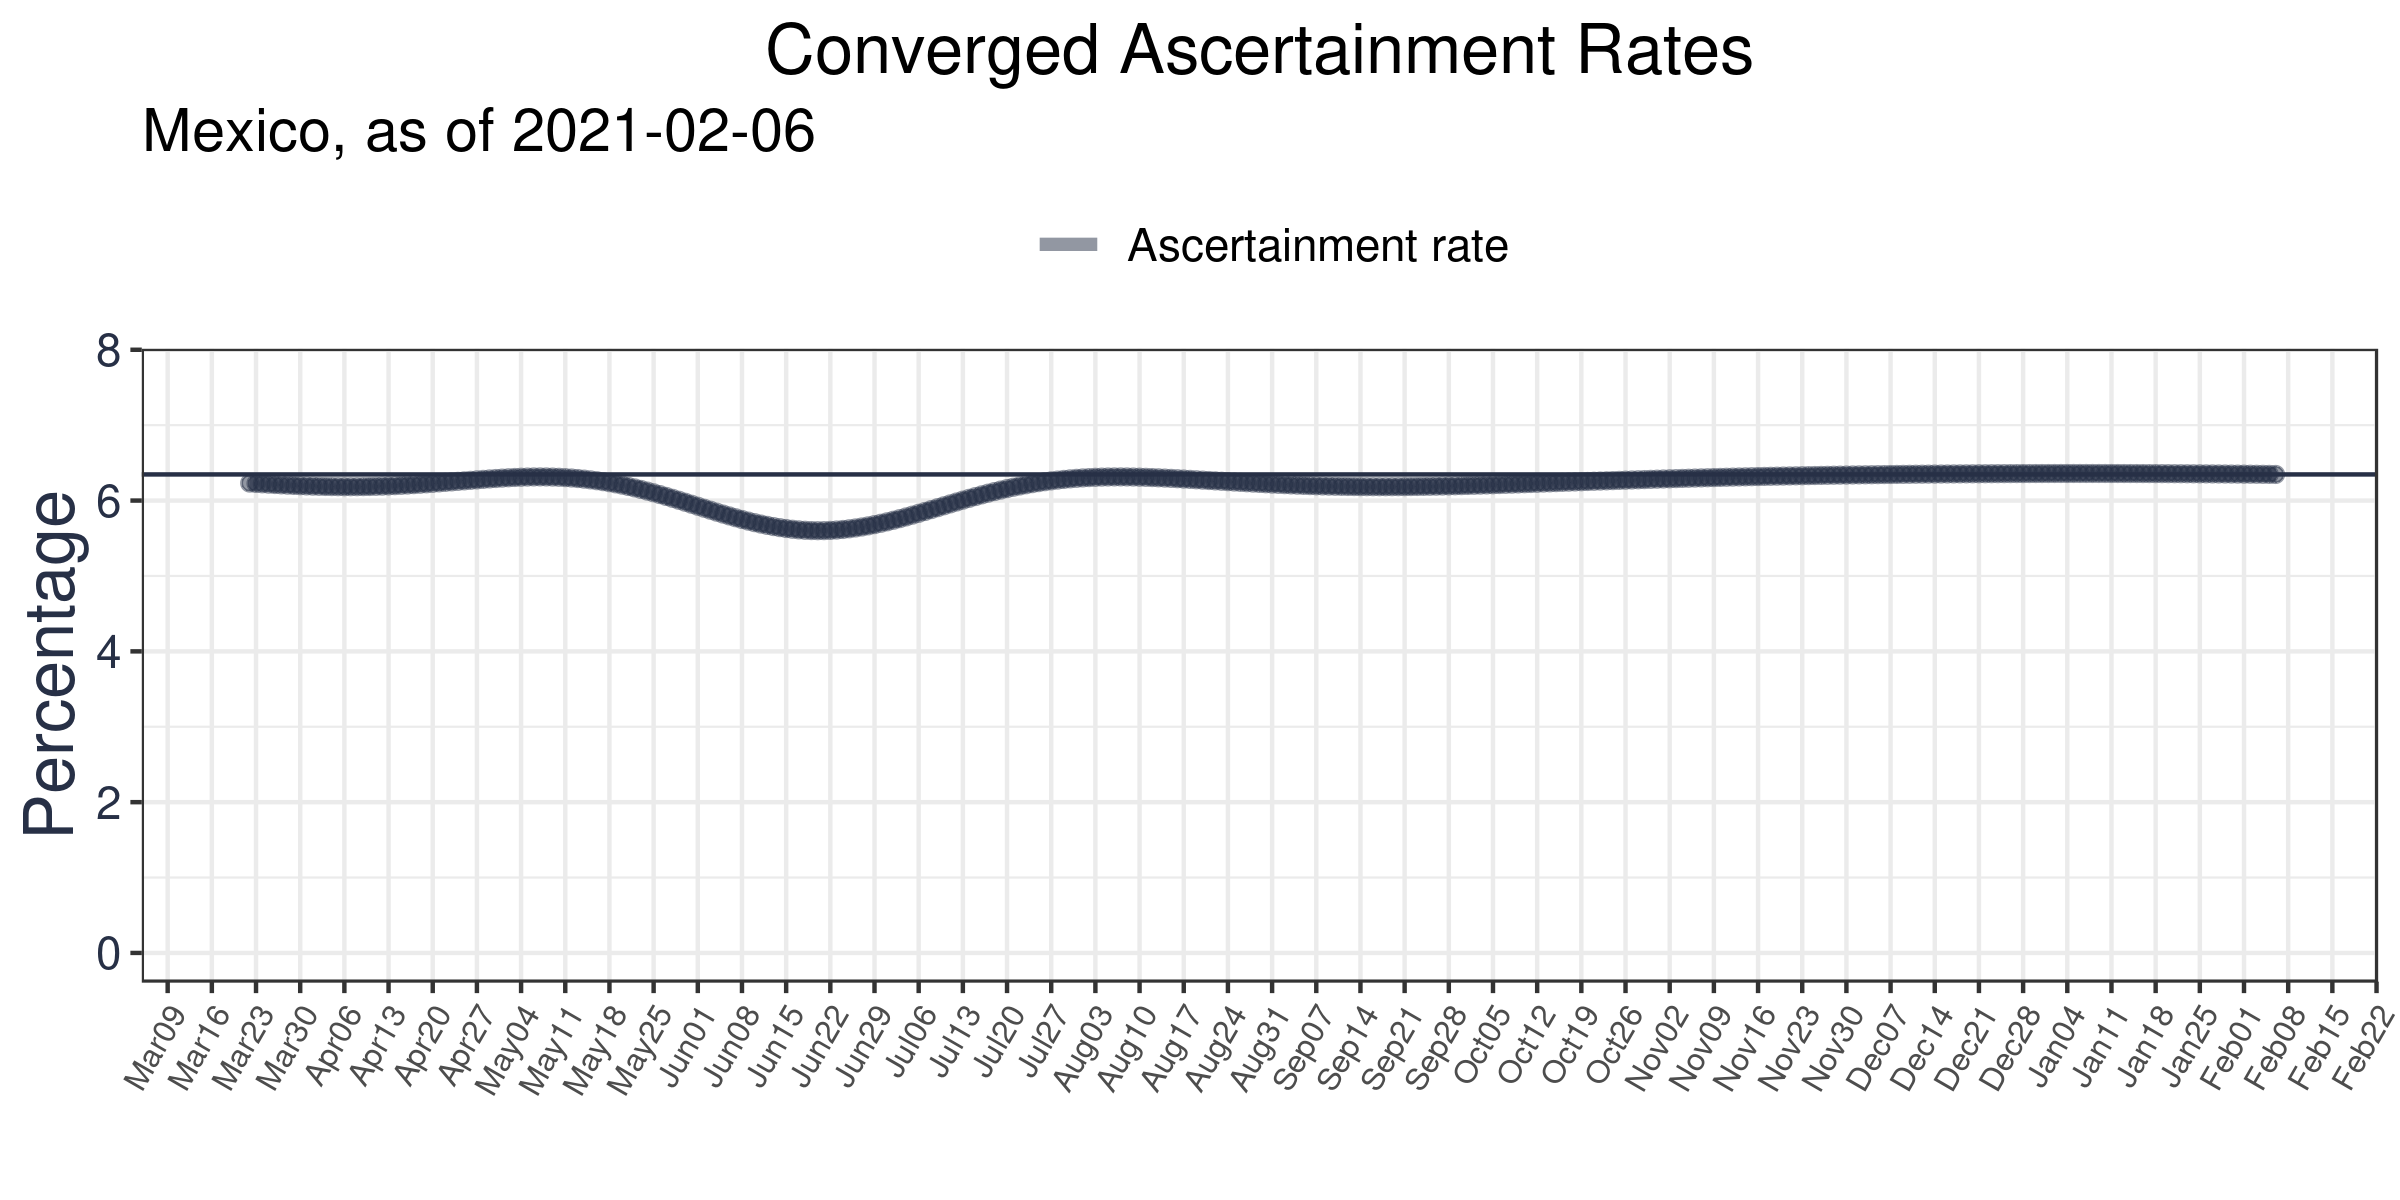 Converged Ascertainment Rates
Mexico, as of 2021-02-06
Ascertainment rate
Percentage
8
6
4
2
0
Mar09 Mar16 Mar23 Mar30 Apr06 Apr13 Apr20 Apr27 May04 May11 May18 May25 Jun01 Jun08 Jun15 Jun22 Jun29 Jul06 Jul13 Jul20 Jul27 Aug03 Aug10 Aug17 Aug24 Aug31 Sep07 Sep14 Sep21 Sep28 Oct05 Oct12 Oct19 Oct26 Nov02 Nov09 Nov16 Nov23 Nov30 Dec07 Dec14 Dec21 Dec28 Jan04 Jan11 Jan18 Jan25 Feb01 Feb08 Feb15 Feb22